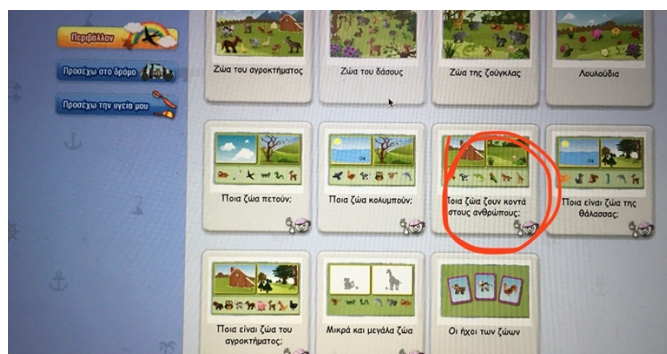 Περιβάλλον
Προσέχω στο δρόμο
Προσέχω την υγεία μου
Ζώα του αγροκτήματος
Ζώα του δάσους
Ζώα της ζούγκλας
Λουλούδια
Ποια ζώα πετούν;
Ποια ζώα κολυμπούν;
Ποια ζώα ζουν κοντά
στους ανθρώπους;
Ποια είναι ζώα της
θάλασσας;
Ποια είναι ζώα του
αγροκτήματος;
Μικρά και μεγάλα ζώα
Οι ήχοι των ζώων